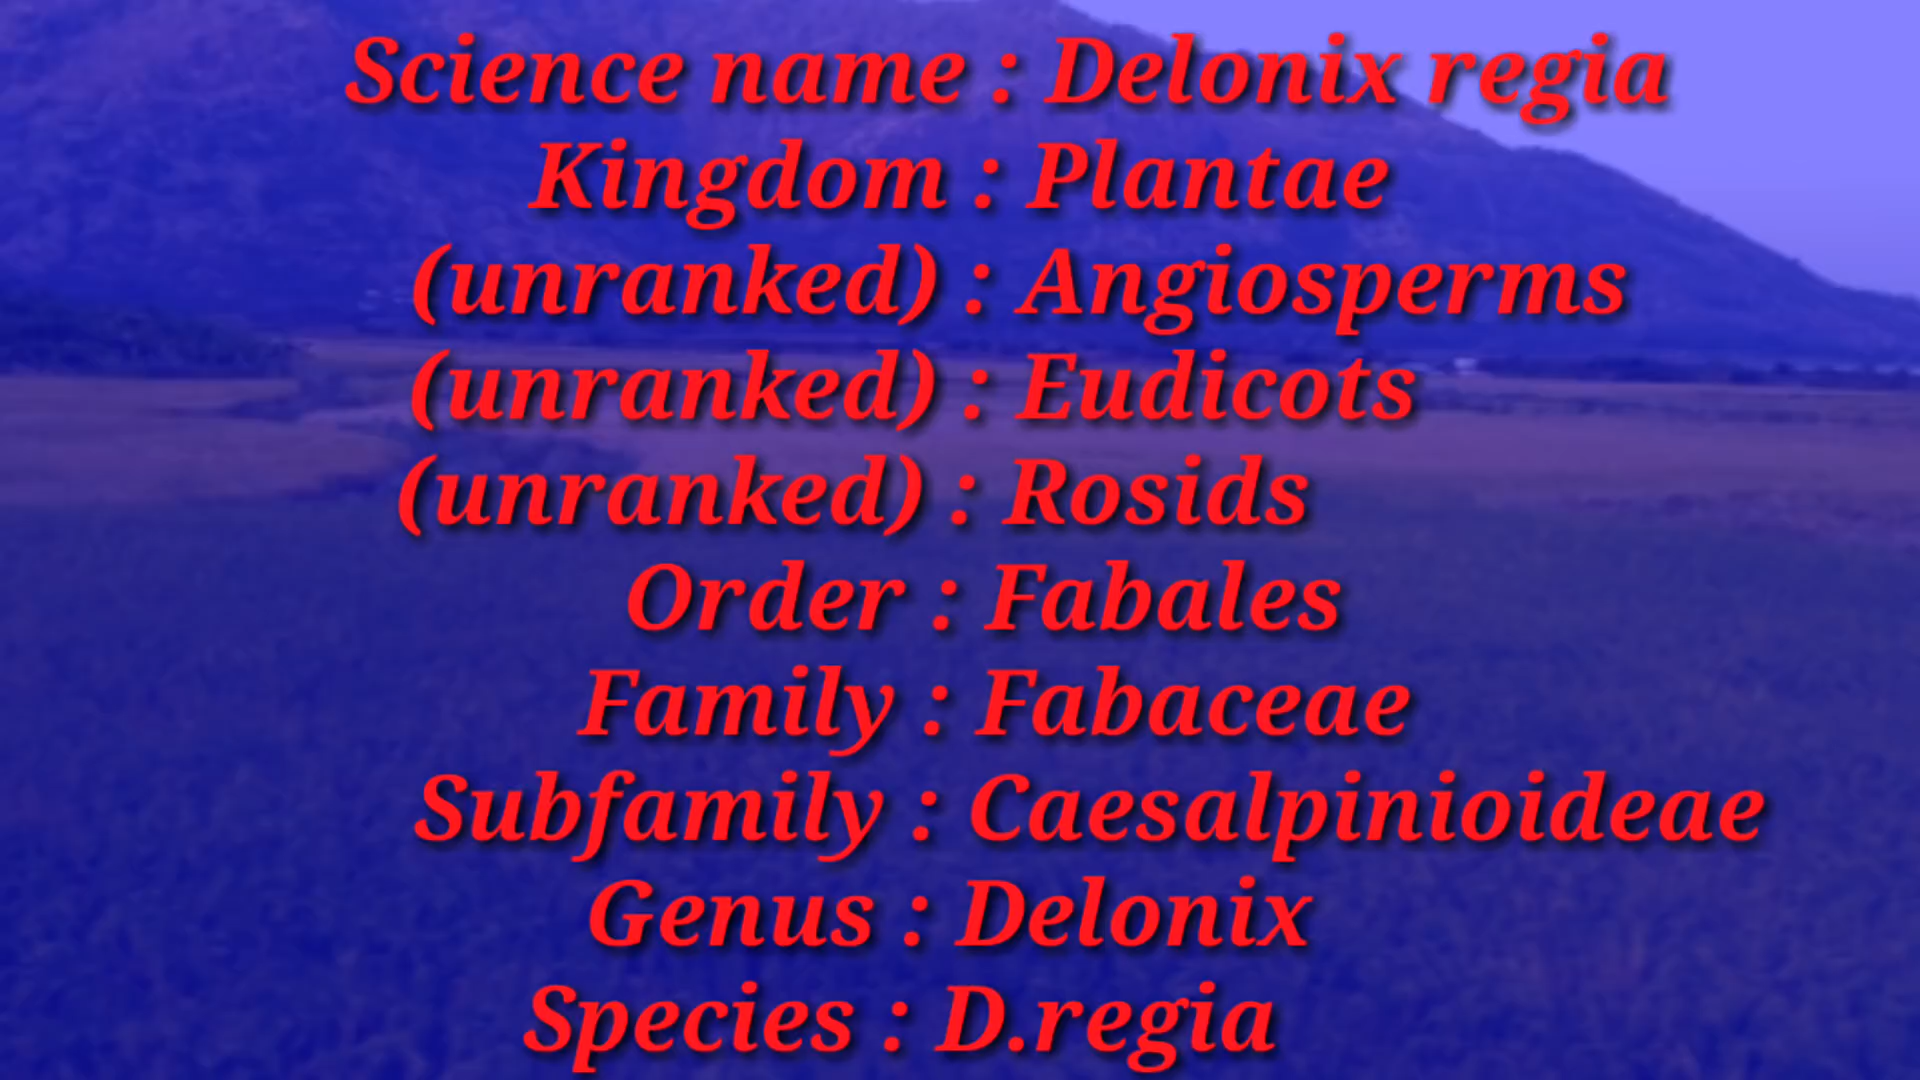 Science name : Delonix regia
Kingdom : Plantae
(unranked) : Angiosperms
(unranked) : Eudicots
(unranked) : Rosids
Order : Fabales
Family : Fabaceae
Subfamily : Caesalpinioideae
Genus : Delonix
Species : D.regia